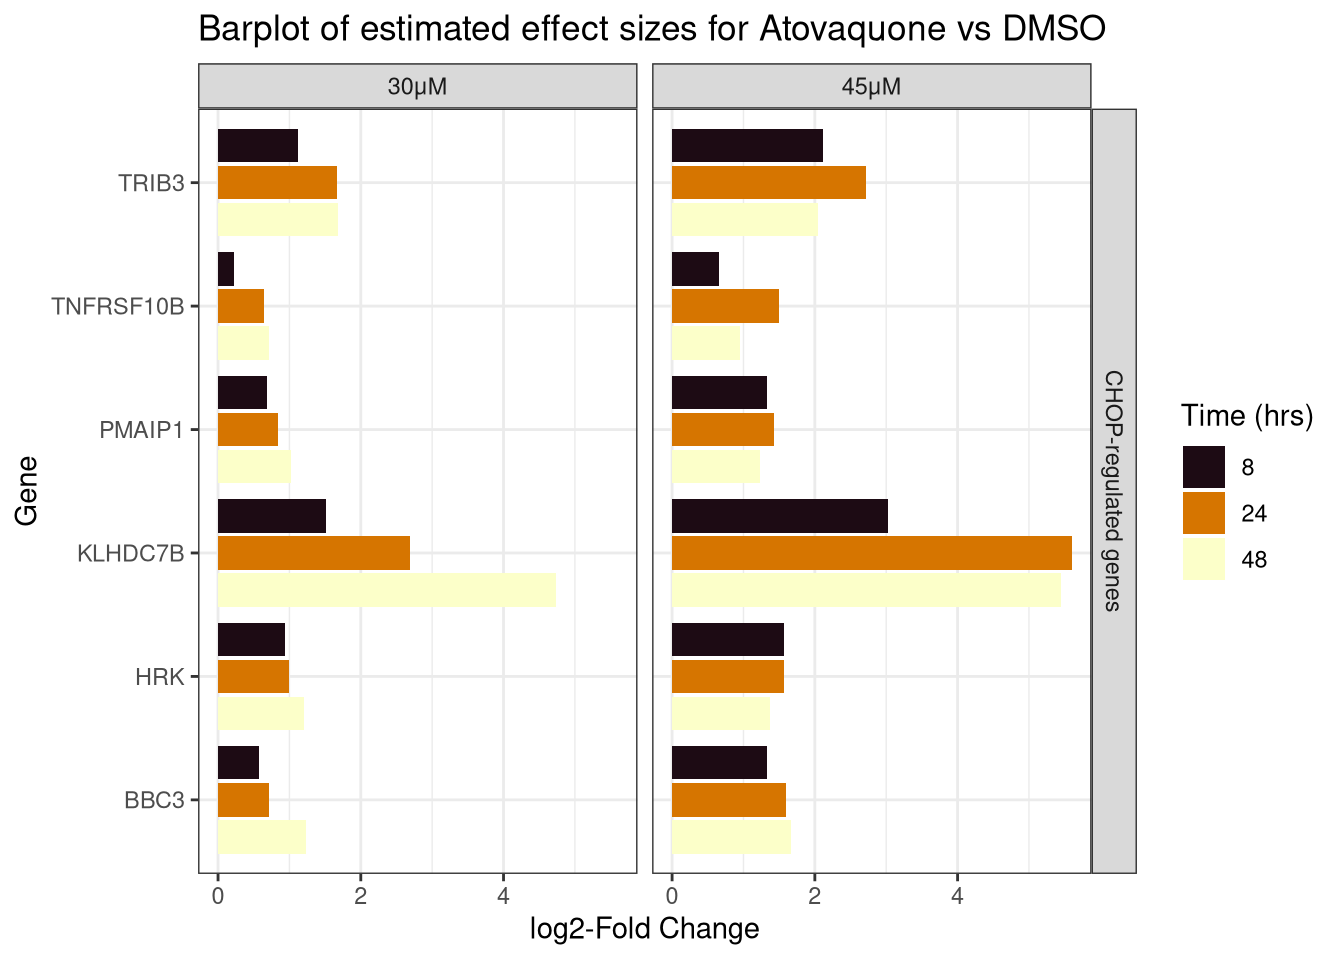 Barplot of estimated effect sizes for Atovaquone vs DMSO
30µM
45µM
TRIB3
TNFRSF10B
PMAIP1
KLHDC7B
HRK
BBC3
Gene
0 2 4
0 2 4
log2-Fold Change
CHOP-regulated genes
Time (hrs)
8
24
48